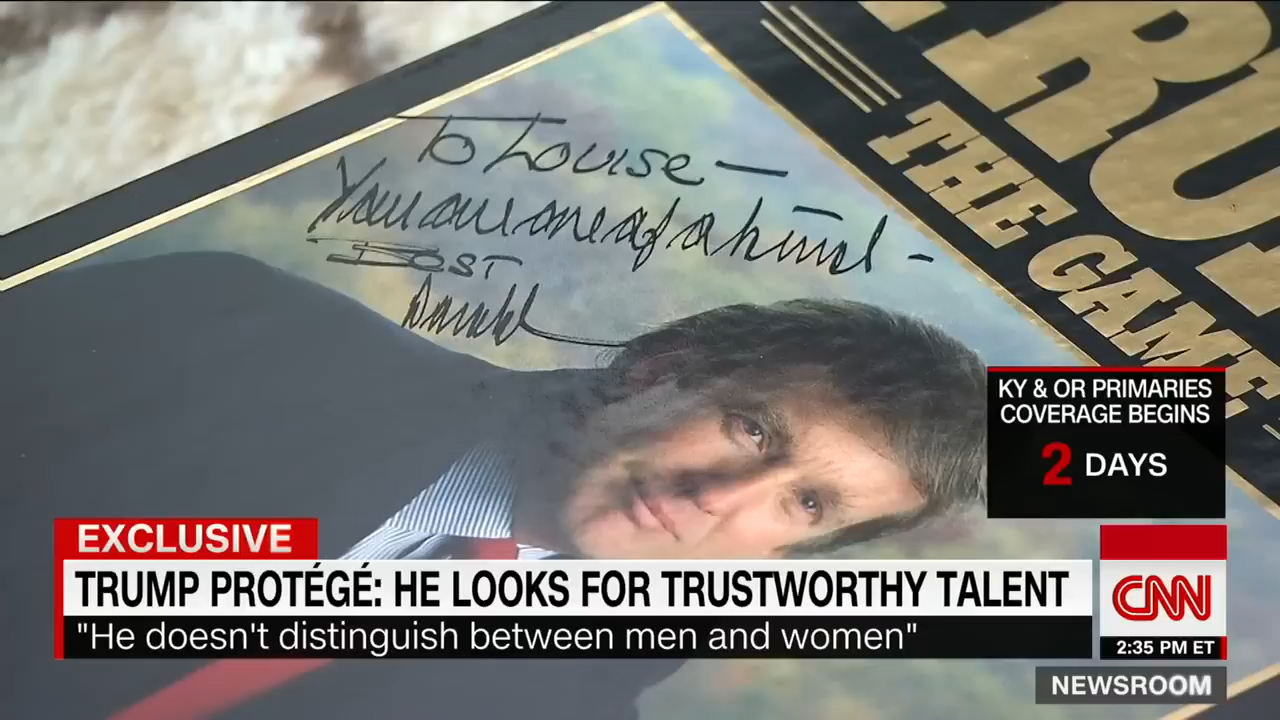 To Louise —
You are one of a kind -
Best
Donald
TRU
THE GAME
KY & OR PRIMARIES
COVERAGE BEGINS
2 DAYS
EXCLUSIVE
TRUMP PROTÉGÉ: HE LOOKS FOR TRUSTWORTHY TALENT
"He doesn't distinguish between men and women"
CNN
2:35 PM ET
NEWSROOM